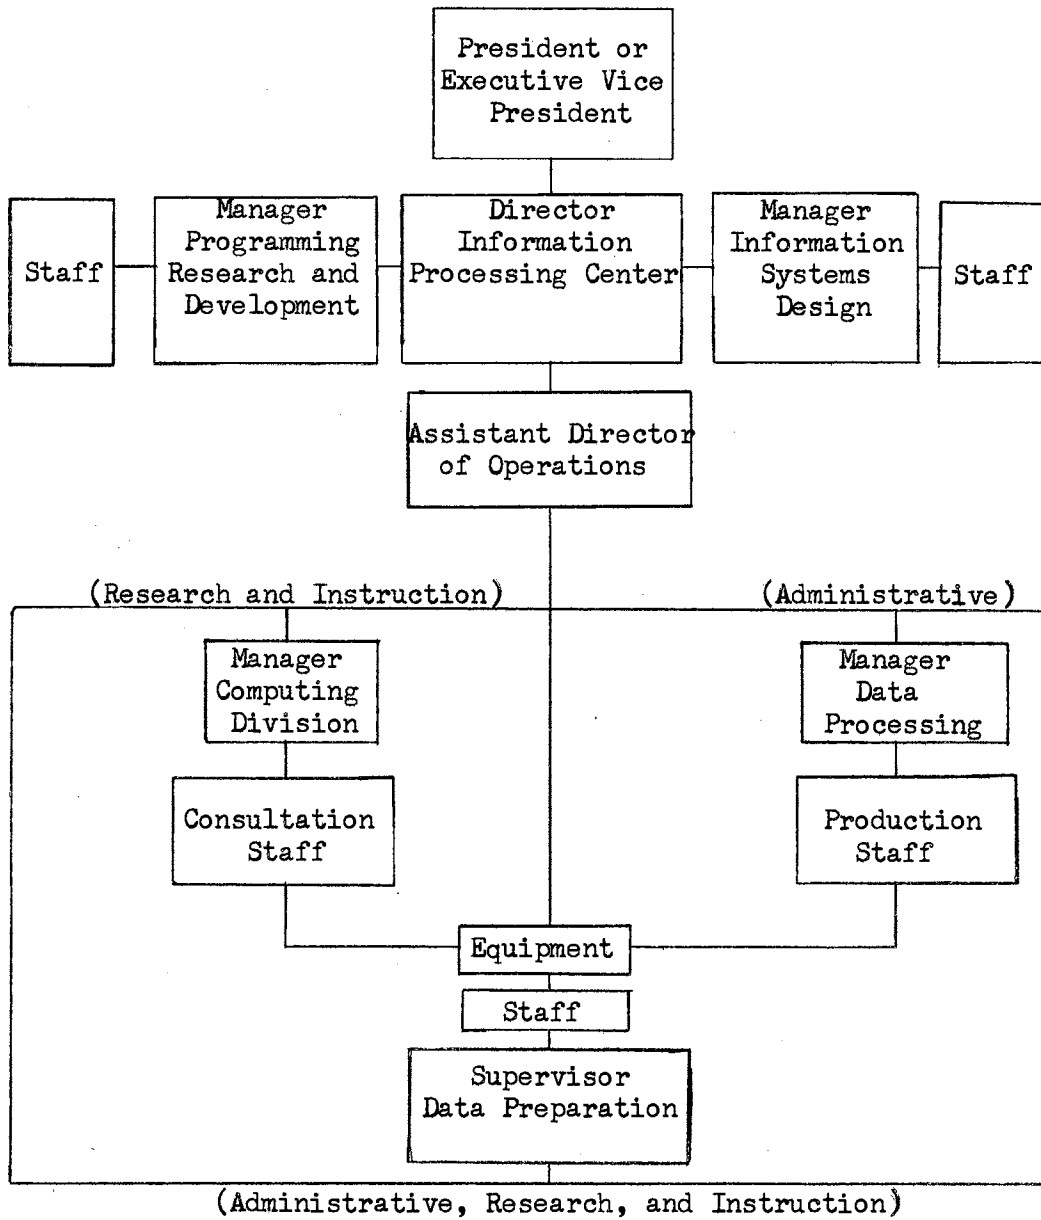 President or
Executive Vice
President
Staff
Manager
Programming
Research and
Development
Director
Information
Processing Center
Manager
Information
Systems
Design
Staff
Assistant Director
of Operations
(Research and Instruction)
(Administrative)
Manager
Computing
Division
Manager
Data
Processing
Consultation
Staff
Production
Staff
Equipment
Staff
Supervisor
Data Preparation
(Administrative, Research, and Instruction)